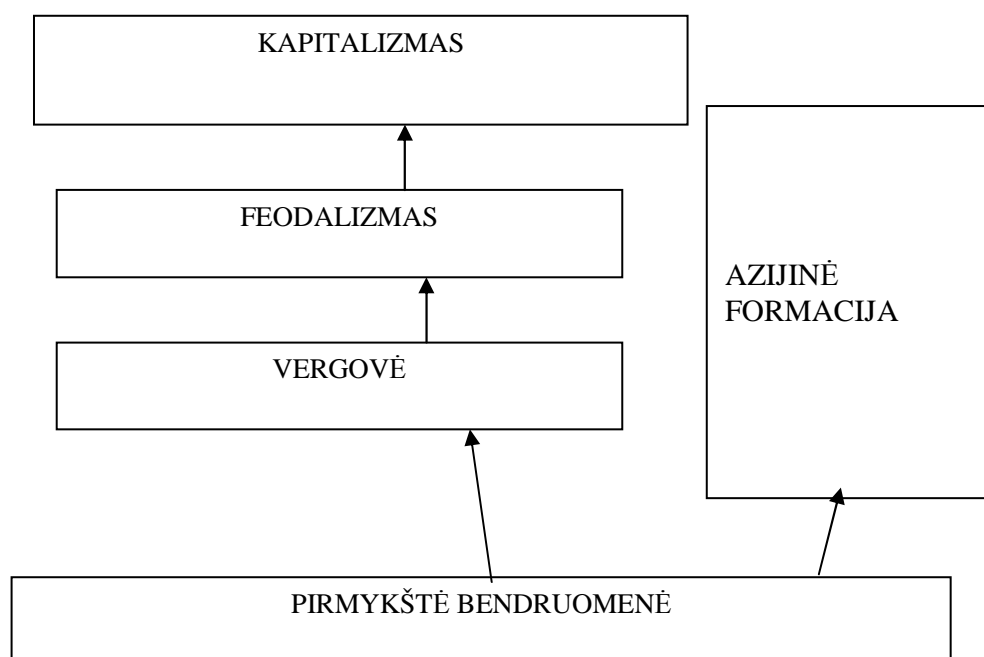 KAPITALIZMAS
FEODALIZMAS
AZIJINĖ
FORMACIJA
VERGOVĖ
PIRMYKŠTĖ BENDRUOMENĖ